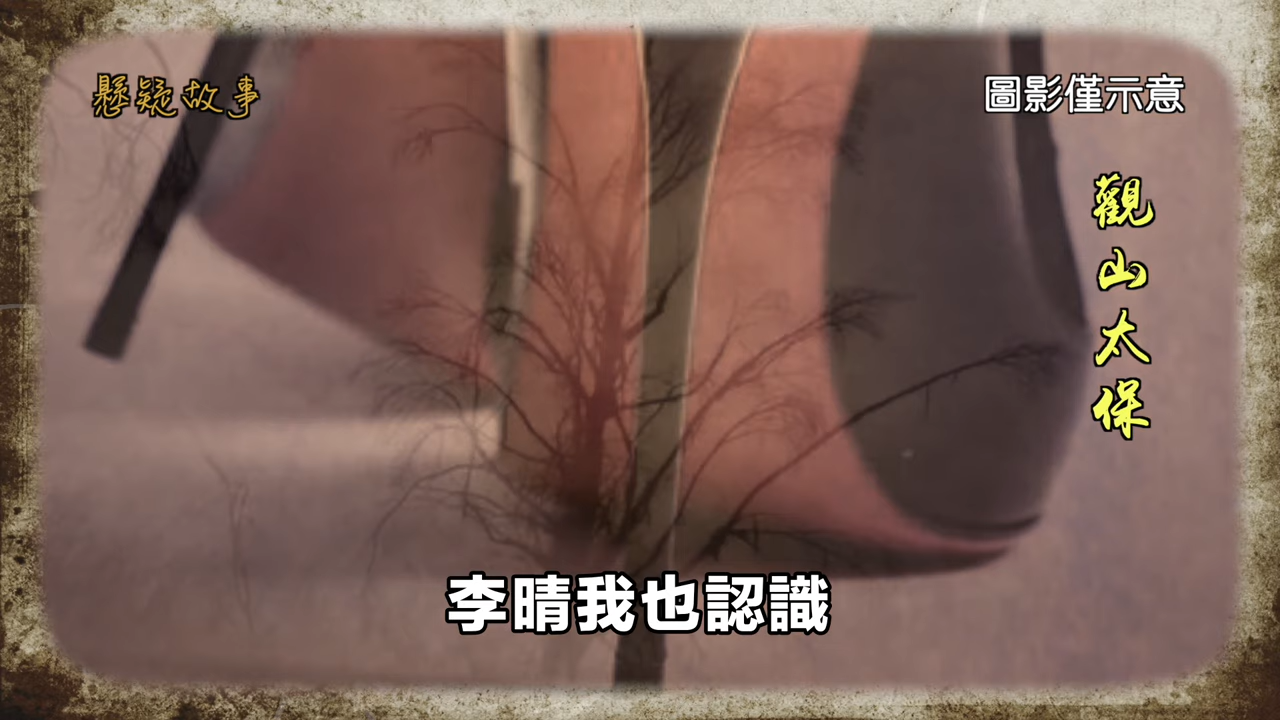 懸疑故事
圖影僅示意
觀山太保
李晴我也認識